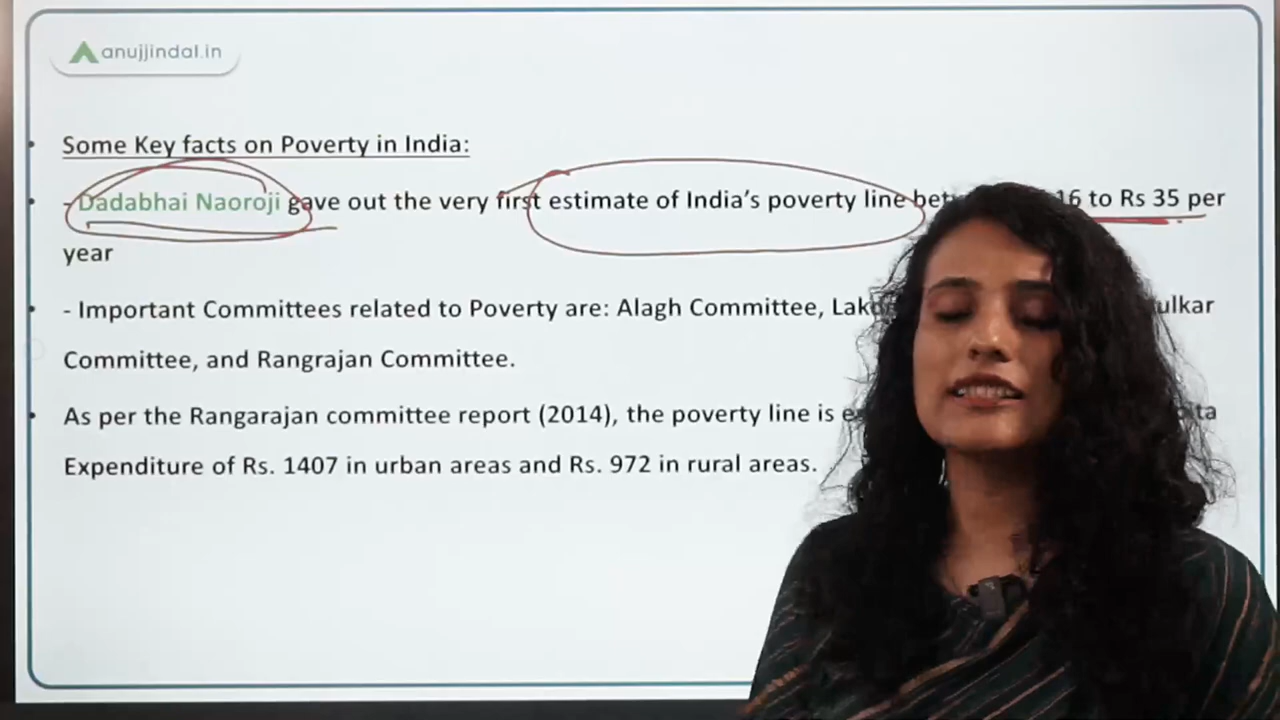 anujjindal.in
Some Key facts on Poverty in India:
- Dadabhai Naoroji gave out the very first estimate of India's poverty line 16 to Rs 35 per
year
- Important Committees related to Poverty are: Alagh Committee,
Committee, and Rangrajan Committee.
As per the Rangarajan committee report (2014), the poverty line is
Expenditure of Rs. 1407 in urban areas and Rs. 972 in rural areas.